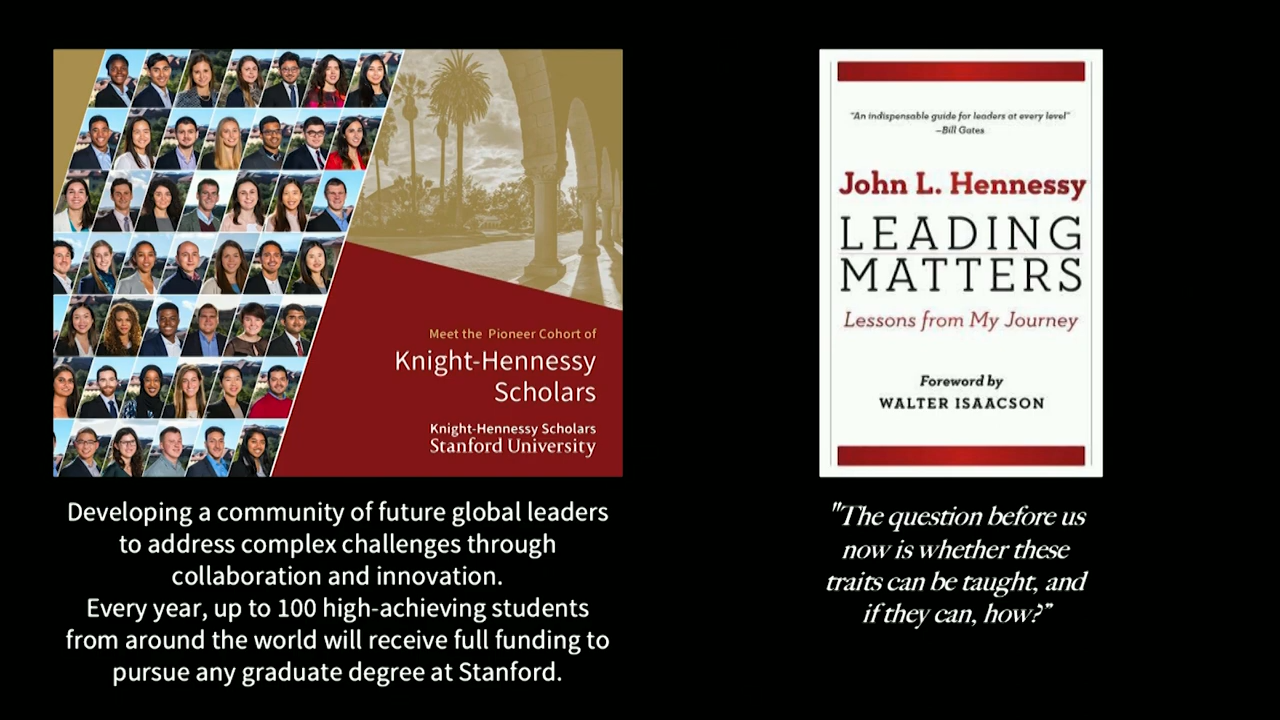 Meet the Pioneer Cohort of
Knight-Hennessy
Scholars
Knight-Hennessy Scholars
Stanford University
Developing a community of future global leaders
to address complex challenges through
collaboration and innovation.
Every year, up to 100 high-achieving students
from around the world will receive full funding to
pursue any graduate degree at Stanford.
"An indispensable guide for leaders at every level"
–Bill Gates
John L. Hennessy
LEADING
MATTERS
Lessons from My Journey
Foreword by
WALTER ISAACSON
"The question before us
now is whether these
traits can be taught, and
if they can, how?”